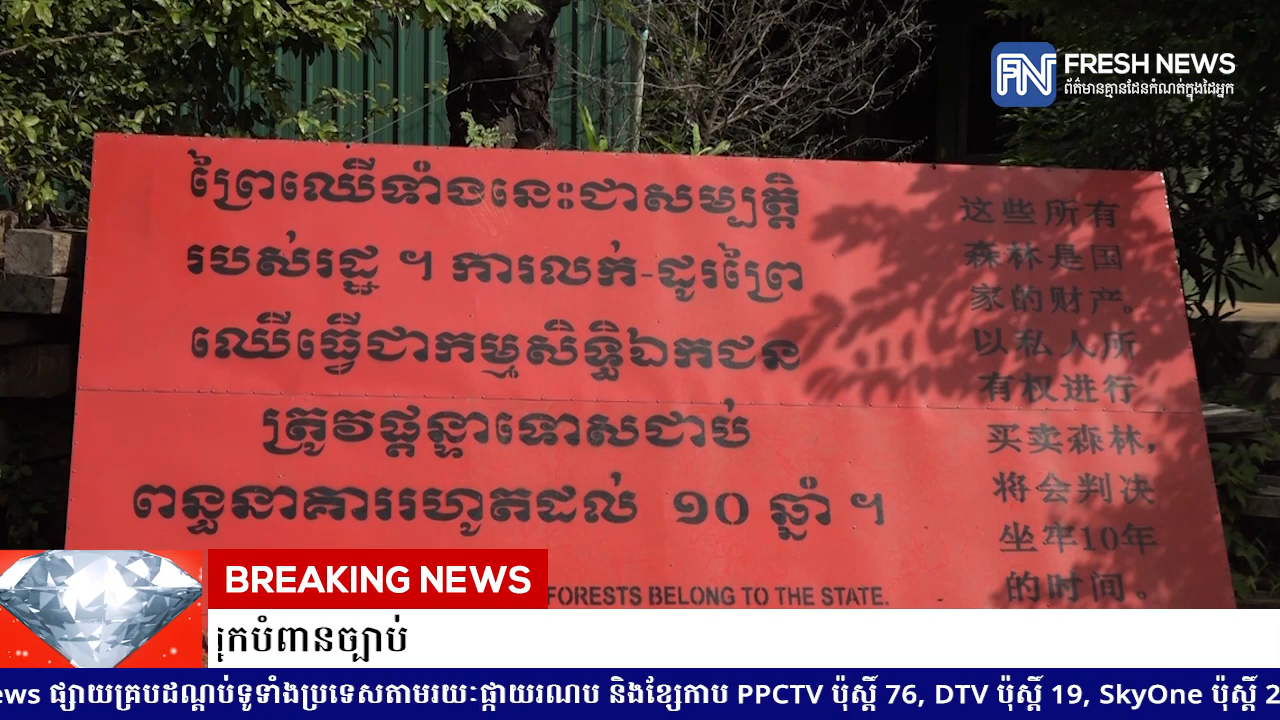 FRESH NEWS
ព័ត៌មានគ្មានដែនកំណត់ក្នុងដៃអ្នក
ព្រៃឈើទាំងនេះជាសម្បត្តិ
របស់រដ្ឋ ។ ការលក់-ដូរព្រៃ
ឈើធ្វើជាកម្មសិទ្ធិឯកជន
ត្រូវផ្តន្ទាទោសជាប់
ពន្ធនាគាររហូតដល់ ១០ ឆ្នាំ ។
这些所有
森林是国
家的财产。
以私人所
有权进行
买卖森林,
将会判决
坐牢10年
的时间。
FORESTS BELONG TO THE STATE.
BREAKING NEWS
បំពានច្បាប់
ews ផ្សាយគ្របដណ្តប់ទូទាំងប្រទេសតាមរយៈផ្កាយរណប និងខ្សែកាប PPCTV ប៉ុស្តិ៍ 76, DTV ប៉ុស្តិ៍ 19, SkyOne ប៉ុស្តិ៍ 2